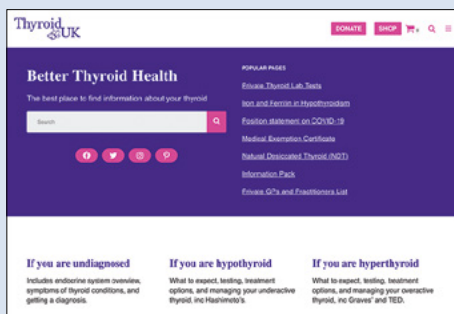 Thyroid
UK
DONATE
SHOP
0
Better Thyroid Health
The best place to find information about your thyroid
Search
POPULAR PAGES
Private Thyroid Lab Tests
Iron and Ferritin in Hypothyroidism
Position statement on COVID-19
Medical Exemption Certificate
Natural Desiccated Thyroid (NDT)
Information Pack
Private GPs and Practitioners List
If you are undiagnosed
Includes endocrine system overview,
symptoms of thyroid conditions, and
getting a diagnosis.
If you are hypothyroid
What to expect, testing, treatment
options, and managing your underactive
thyroid, inc Hashimoto's.
If you are hyperthyroid
What to expect, testing, treatment
options, and managing your overactive
thyroid, inc Graves' and TED.